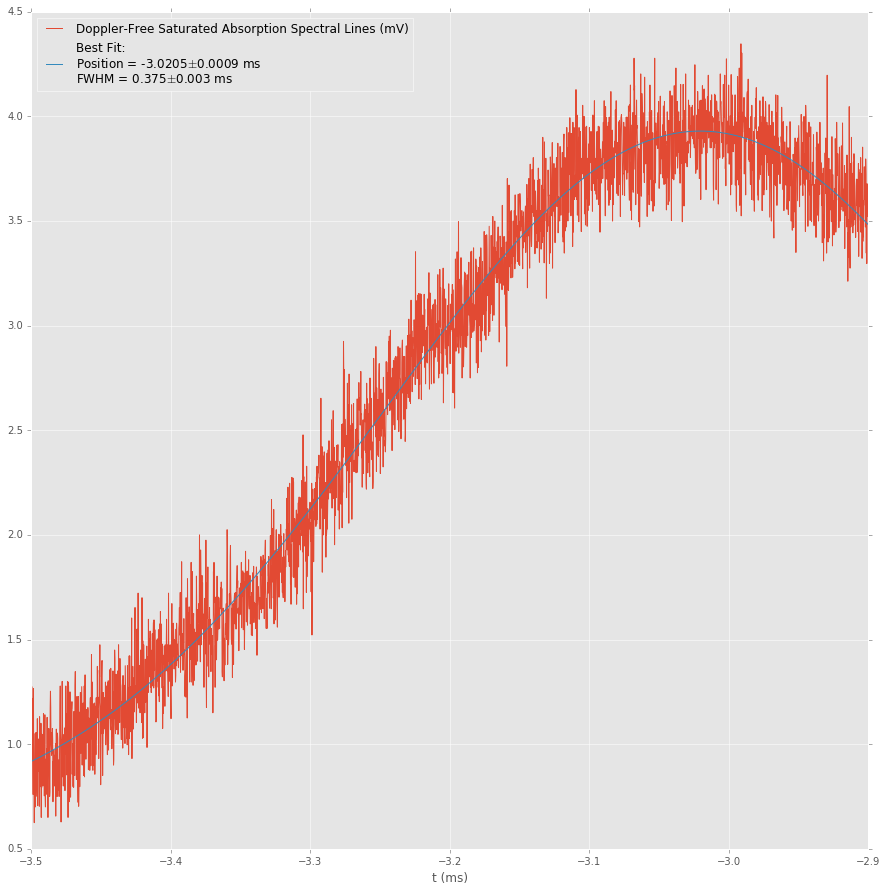 Doppler-Free Saturated Absorption Spectral Lines (mV)
Best Fit:
Position = -3.0205±0.0009 ms
FWHM = 0.375±0.003 ms
4.5
4.0
3.5
3.0
2.5
2.0
1.5
1.0
0.5
−3.5 −3.4 −3.3 −3.2 −3.1 −3.0 −2.9
t (ms)